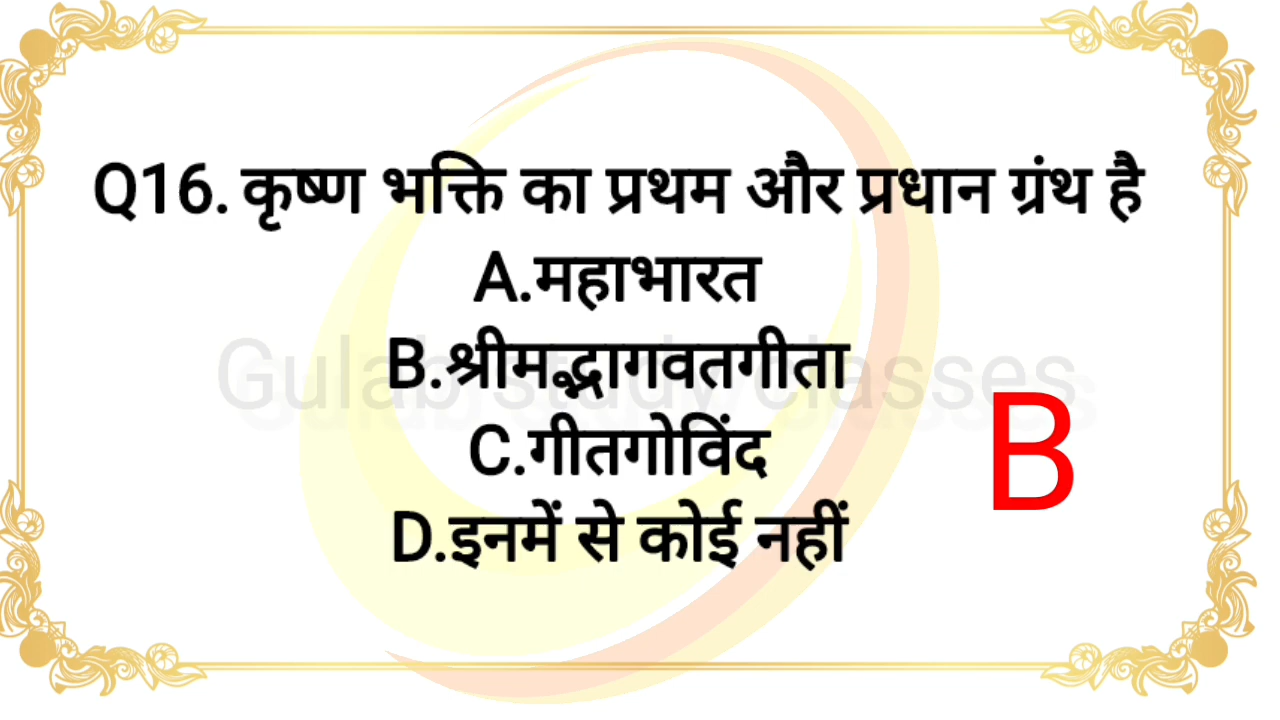 Q16. कृष्ण भक्ति का प्रथम और प्रधान ग्रंथ है
A.महाभारत
B.श्रीमद्भागवतगीता
C.गीतगोविंद
D.इनमें से कोई नहीं
B
Gulab study classes